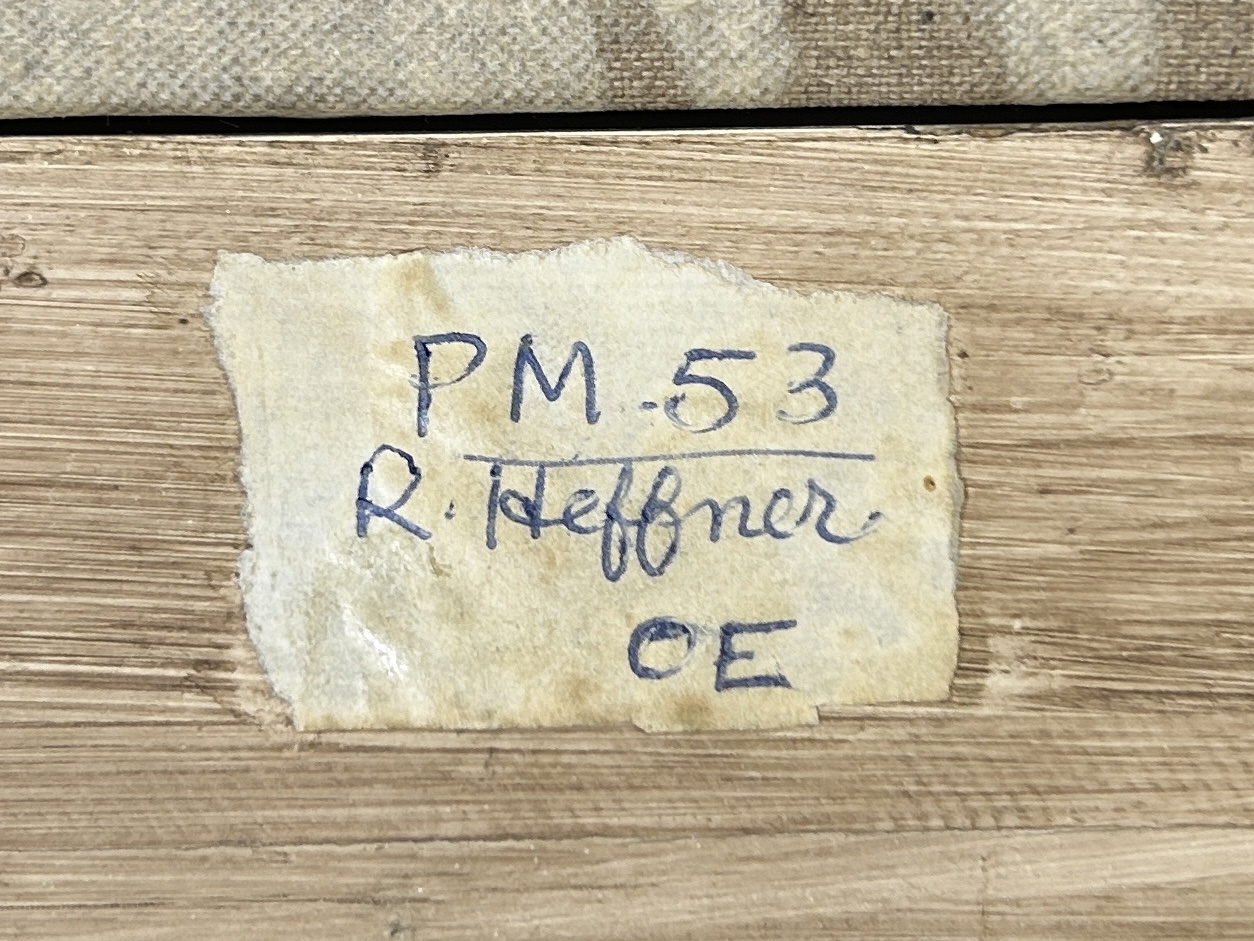 PM-53
R. Heffner
OE